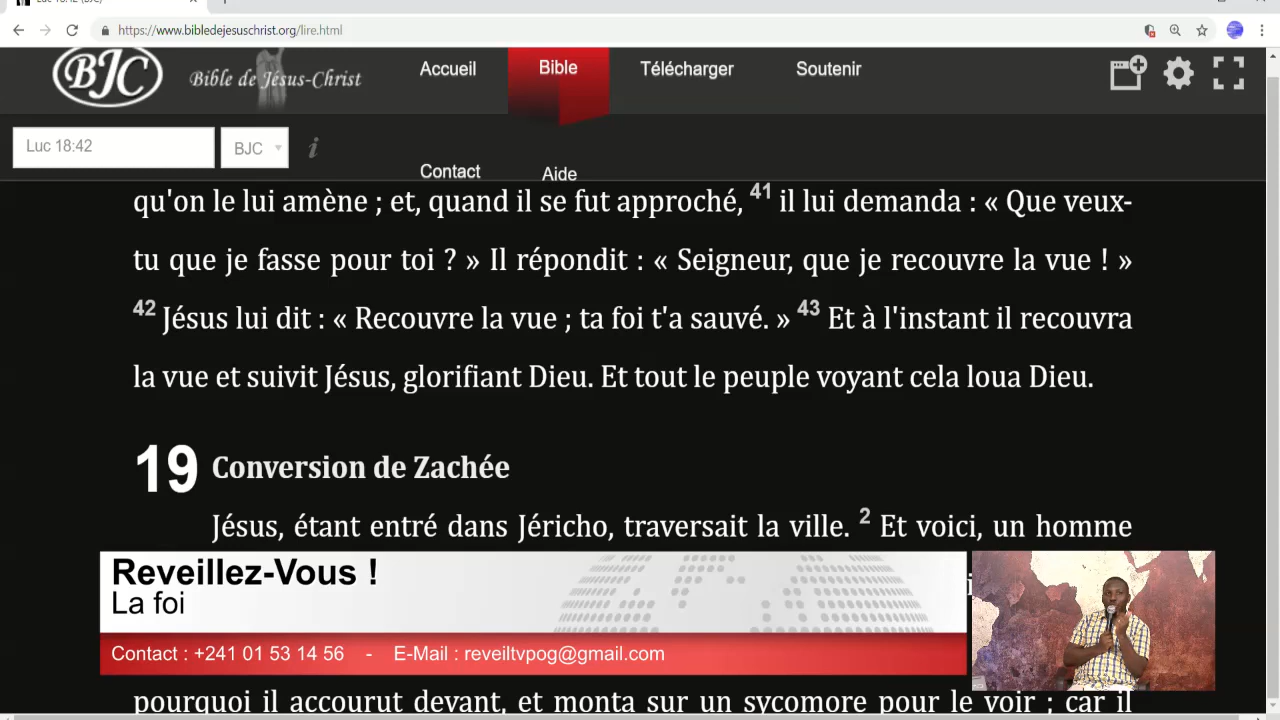 Luc 18:42 (BJC)
https://www.bibledejesuschrist.org/lire.html
BJC
Bible de Jésus-Christ
Accueil
Bible
Télécharger
Soutenir
Luc 18:42
BJC
i
Contact
Aide
qu'on le lui amène ; et, quand il se fut approché, 41 il lui demanda : « Que veux-
tu que je fasse pour toi ? » Il répondit : « Seigneur, que je recouvre la vue ! »
42 Jésus lui dit : « Recouvre la vue ; ta foi t'a sauvé. » 43 Et à l'instant il recouvra
la vue et suivit Jésus, glorifiant Dieu. Et tout le peuple voyant cela loua Dieu.
19 Conversion de Zachée
Jésus, étant entré dans Jéricho, traversait la ville. 2 Et voici, un homme
Reveillez-Vous !
La foi
Contact : +241 01 53 14 56 - E-Mail : reveiltvpog@gmail.com
pourquoi il accourut devant, et monta sur un sycomore pour le voir ; car il